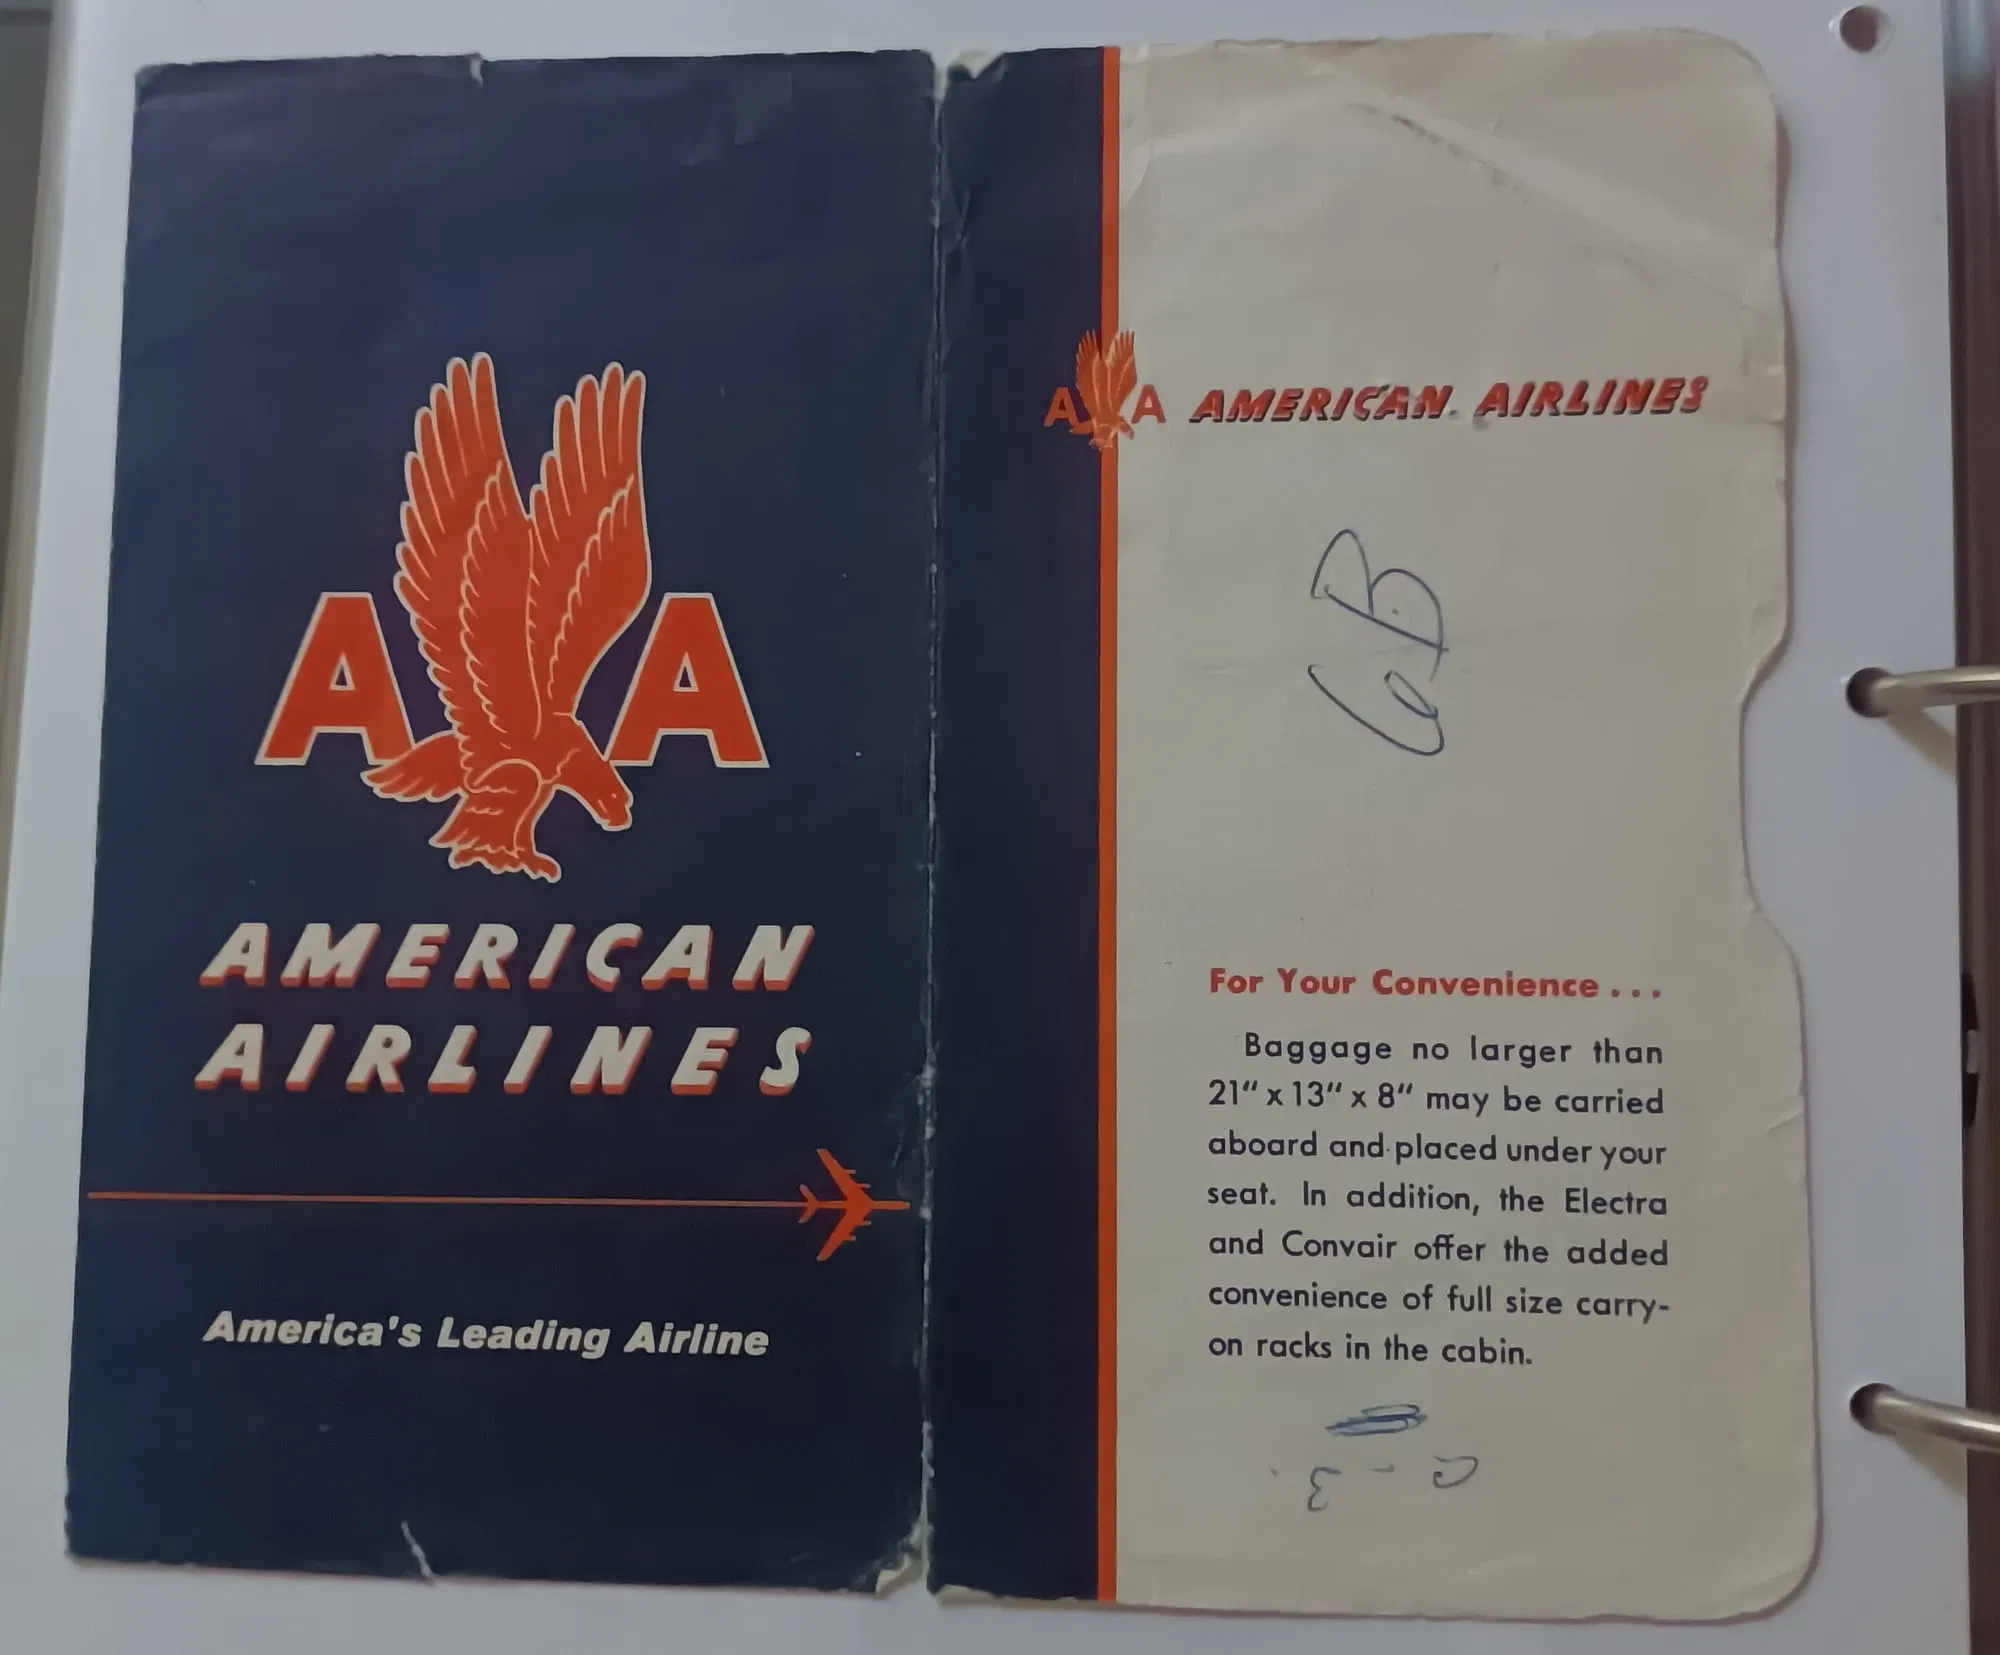 A A
AMERICAN
AIRLINES
America's Leading Airline
A A AMERICAN AIRLINES
For Your Convenience...
Baggage no larger than
21" x 13" x 8" may be carried
aboard and placed under your
seat. In addition, the Electra
and Convair offer the added
convenience of full size carry-
on racks in the cabin.